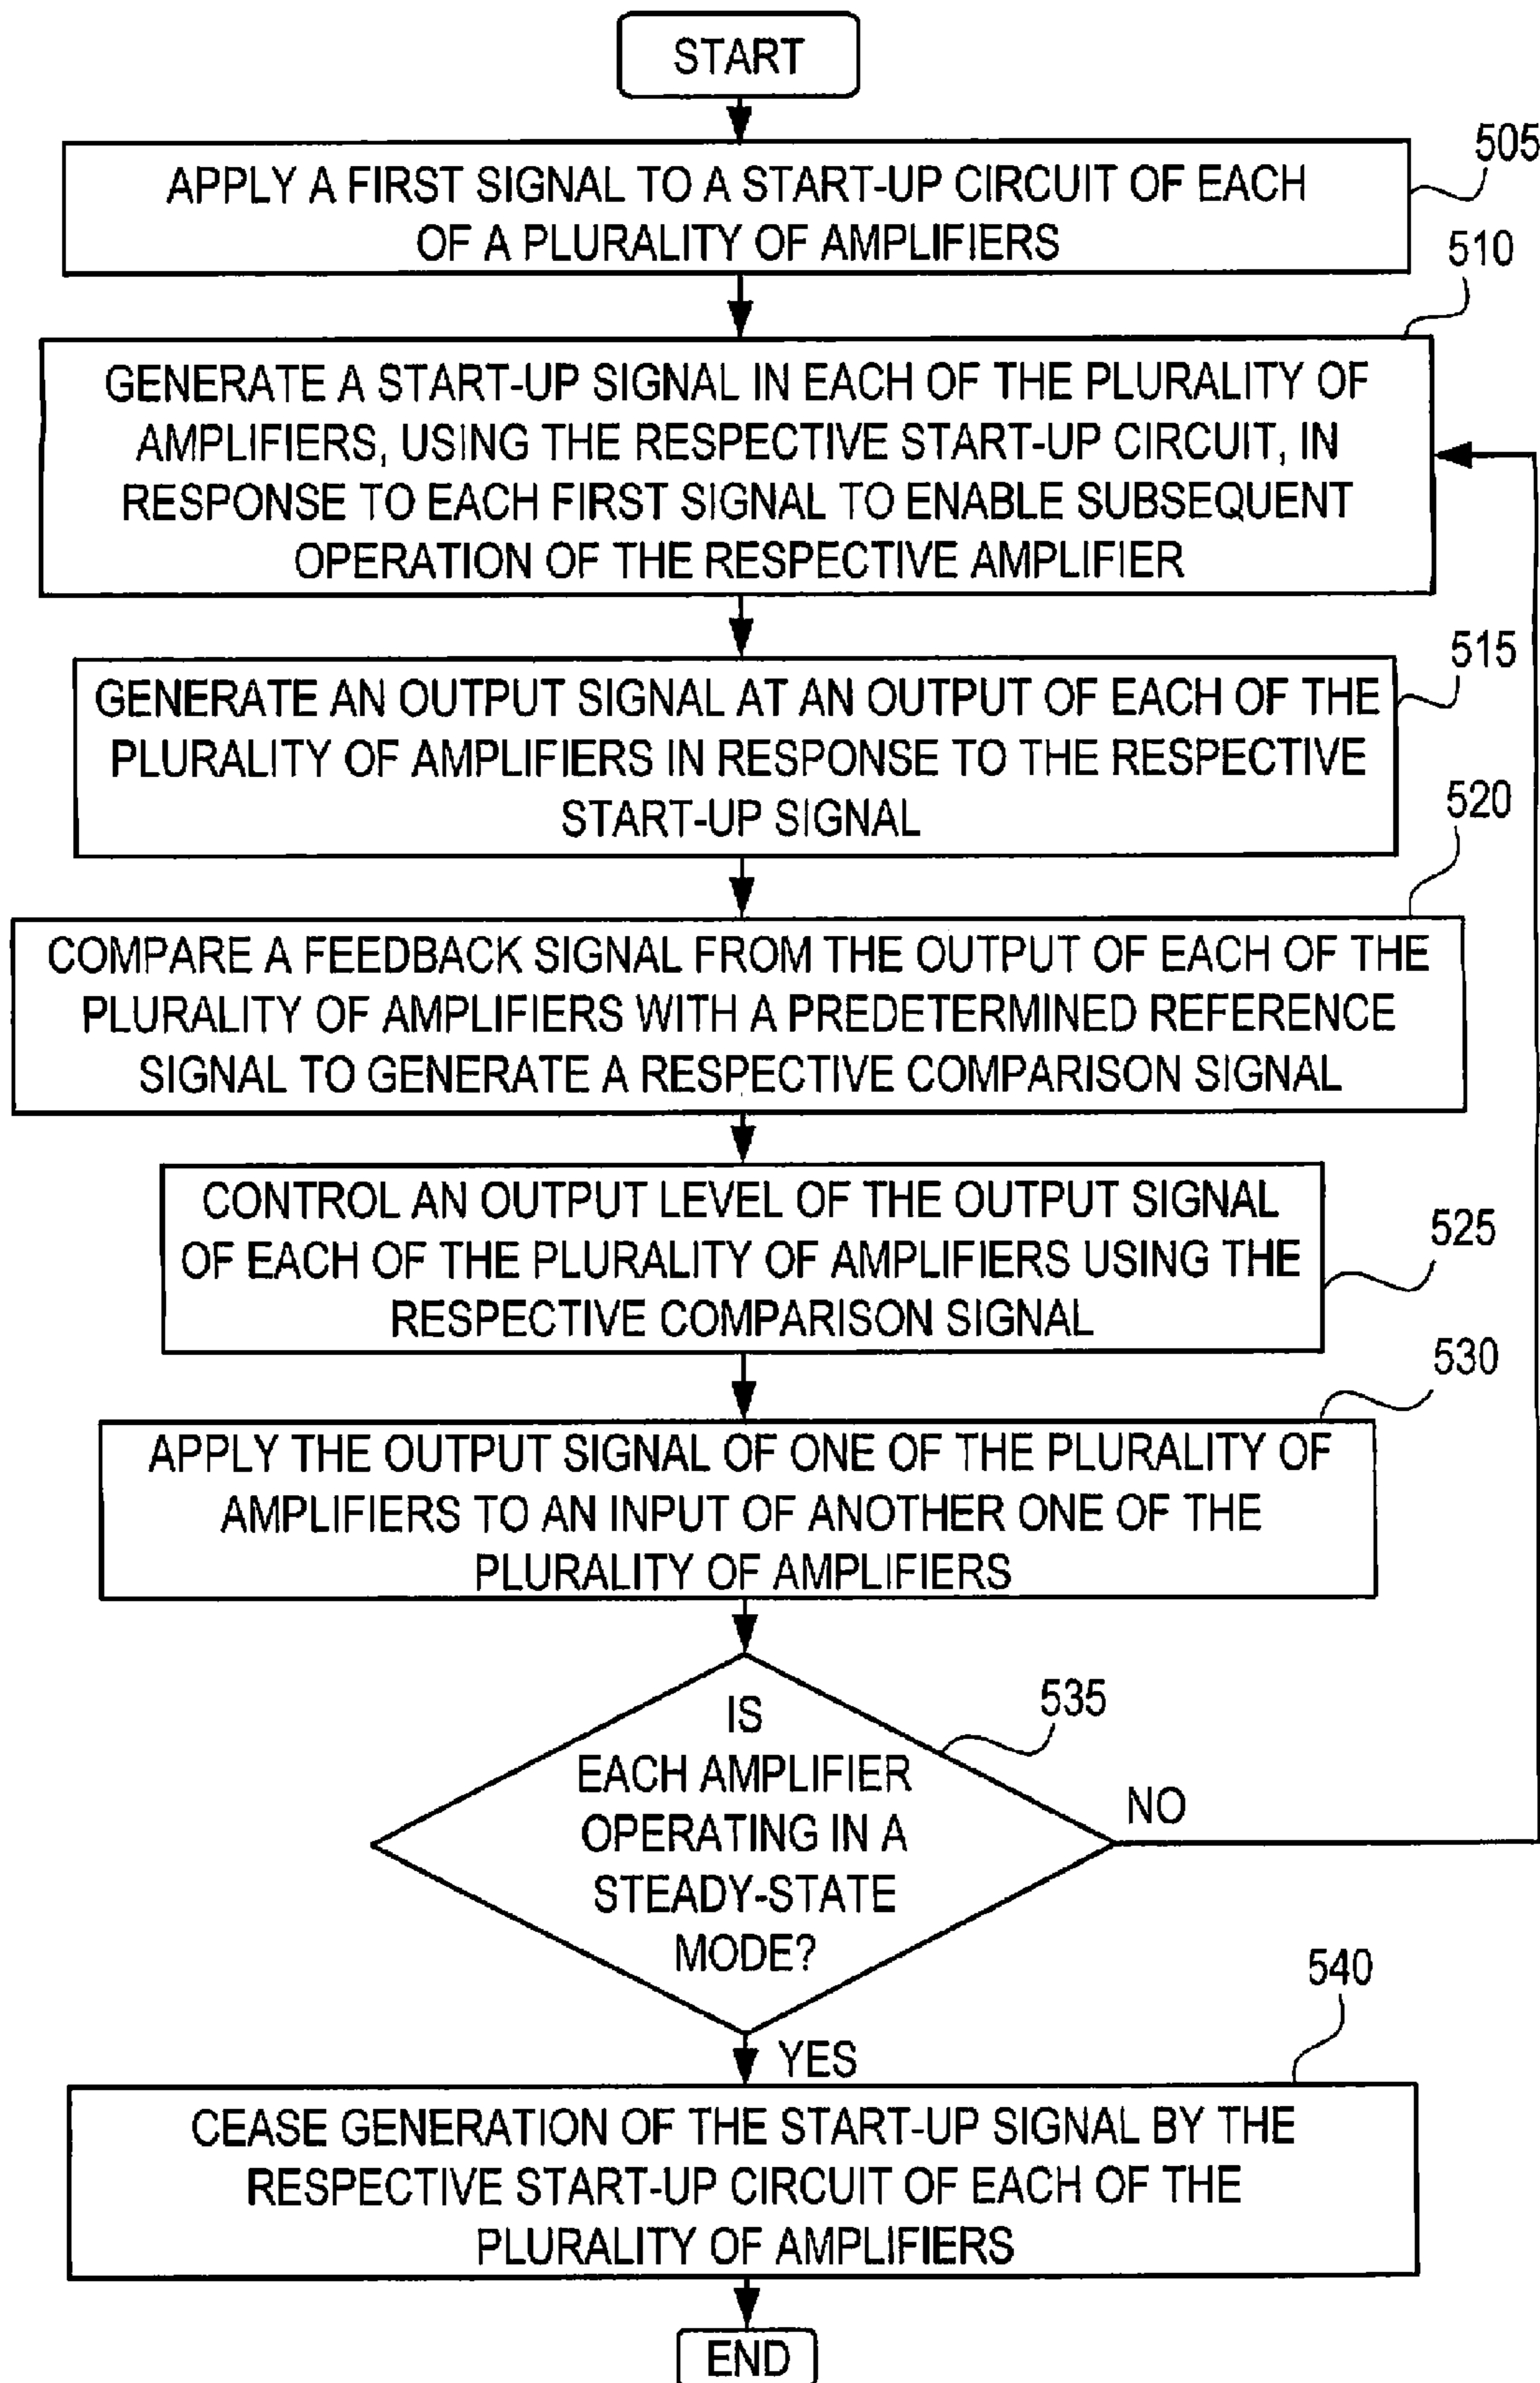 START
505
APPLY A FIRST SIGNAL TO A START-UP CIRCUIT OF EACH
OF A PLURALITY OF AMPLIFIERS
510
GENERATE A START-UP SIGNAL IN EACH OF THE PLURALITY OF
AMPLIFIERS, USING THE RESPECTIVE START-UP CIRCUIT, IN
RESPONSE TO EACH FIRST SIGNAL TO ENABLE SUBSEQUENT
OPERATION OF THE RESPECTIVE AMPLIFIER
515
GENERATE AN OUTPUT SIGNAL AT AN OUTPUT OF EACH OF THE
PLURALITY OF AMPLIFIERS IN RESPONSE TO THE RESPECTIVE
START-UP SIGNAL
520
COMPARE A FEEDBACK SIGNAL FROM THE OUTPUT OF EACH OF THE
PLURALITY OF AMPLIFIERS WITH A PREDETERMINED REFERENCE
SIGNAL TO GENERATE A RESPECTIVE COMPARISON SIGNAL
CONTROL AN OUTPUT LEVEL OF THE OUTPUT SIGNAL
OF EACH OF THE PLURALITY OF AMPLIFIERS USING THE
RESPECTIVE COMPARISON SIGNAL
525
530
APPLY THE OUTPUT SIGNAL OF ONE OF THE PLURALITY OF
AMPLIFIERS TO AN INPUT OF ANOTHER ONE OF THE
PLURALITY OF AMPLIFIERS
535
IS
EACH AMPLIFIER
OPERATING IN A
STEADY-STATE
MODE?
NO
YES
540
CEASE GENERATION OF THE START-UP SIGNAL BY THE
RESPECTIVE START-UP CIRCUIT OF EACH OF THE
PLURALITY OF AMPLIFIERS
END